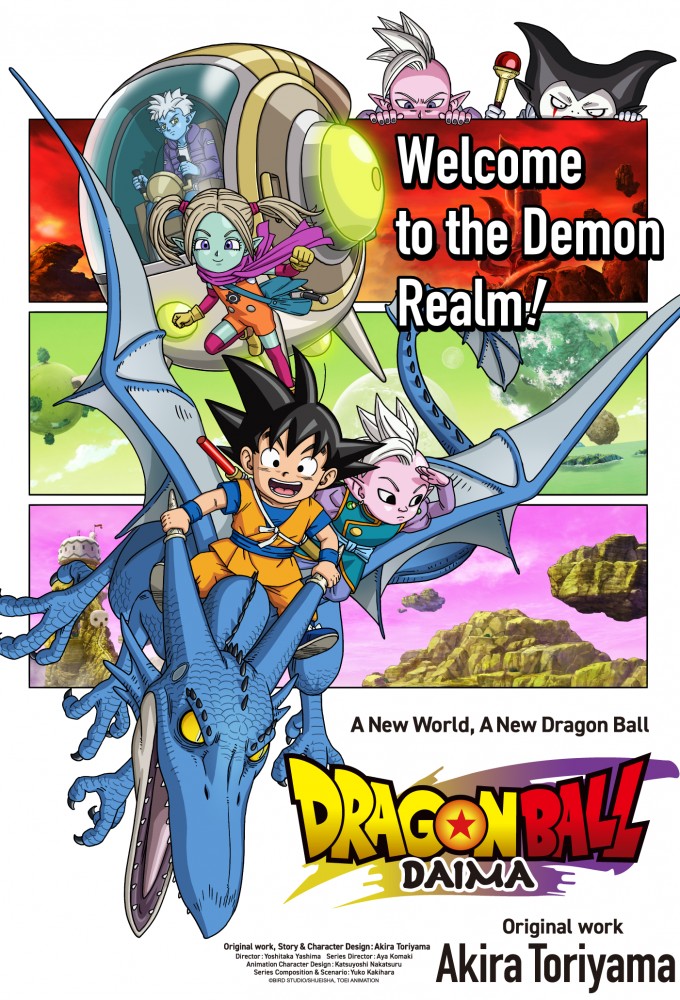 Welcome
to the Demon
Realm!
A New World, A New Dragon Ball
DRAGON BALL
DAIMA
Original work
Akira Toriyama
Original work, Story & Character Design: Akira Toriyama
Director: Yoshitaka Yashima Series Director: Aya Komaki
Animation Character Design: Katsuyoshi Nakatsuru
Series Composition & Scenario: Yuko Kakihara
©BIRD STUDIO/SHUEISHA, TOEI ANIMATION